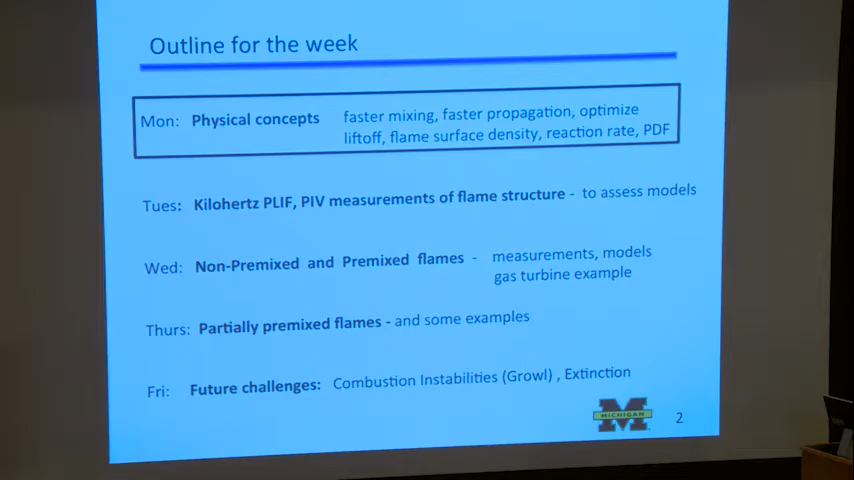 Outline for the week
Mon: Physical concepts faster mixing, faster propagation, optimize
liftoff, flame surface density, reaction rate, PDF
Tues: Kilohertz PLIF, PIV measurements of flame structure - to assess models
Wed: Non-Premixed and Premixed flames - measurements, models
gas turbine example
Thurs: Partially premixed flames - and some examples
Fri: Future challenges: Combustion Instabilities (Growl) , Extinction
MICHIGAN
2